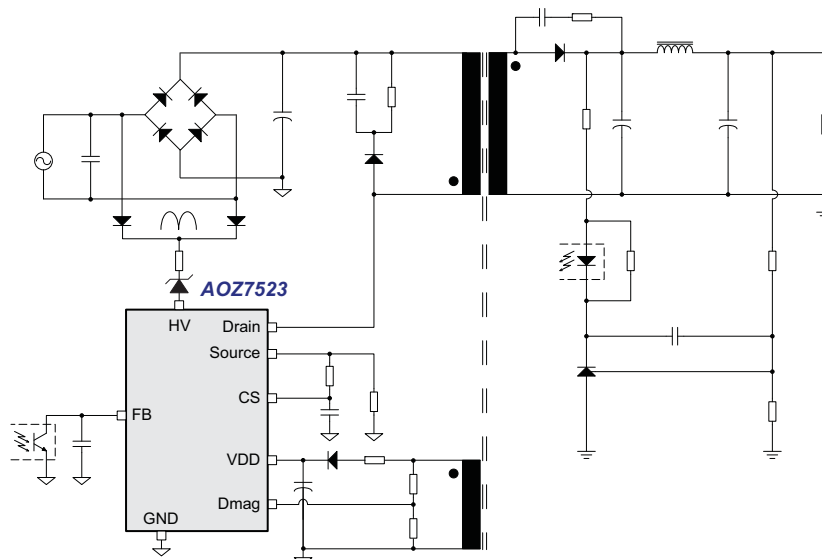 AOZ7523
HV
Drain
Source
CS
FB
VDD
Dmag
GND